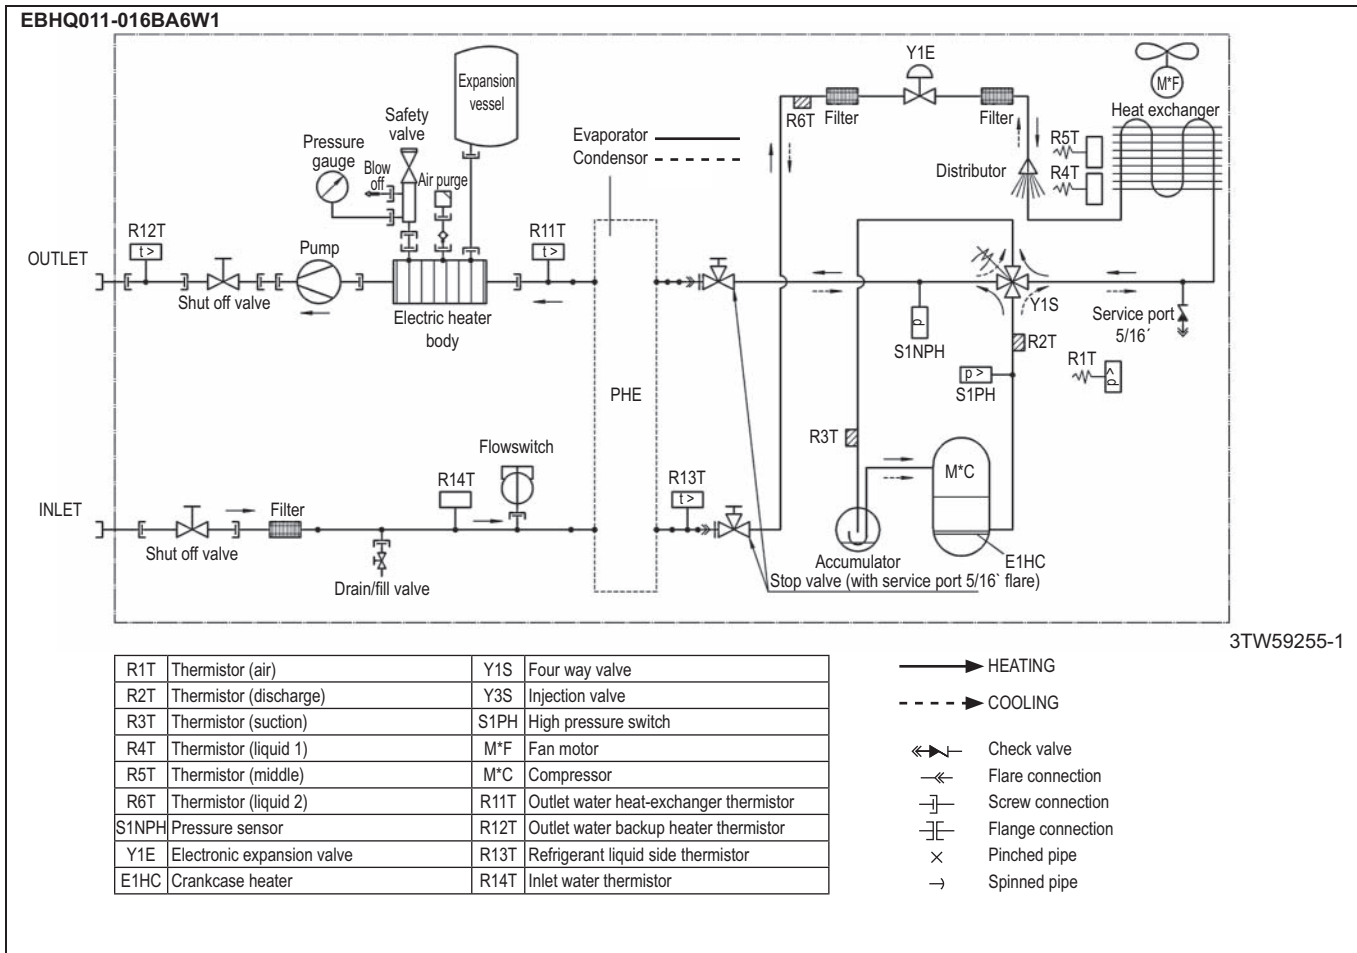 EBHQ011-016BA6W1
Y1E
M*F
Expansion
vessel
Safety
valve
R6T
Filter
Filter
Heat exchanger
Evaporator
Condensor
Pressure
gauge
Blow
off
Air purge
R5T
R4T
Distributor
R12T
Pump
R11T
OUTLET
t >
t >
Shut off valve
Electric heater
body
Y1S
Service port
5/16´
p
S1NPH
R2T
R1T
p >
S1PH
p >
PHE
R3T
Flowswitch
M*C
R14T
R13T
t >
INLET
Filter
Shut off valve
Accumulator
E1HC
Drain/fill valve
Stop valve (with service port 5/16` flare)
3TW59255-1
R1T Thermistor (air) Y1S Four way valve
R2T Thermistor (discharge) Y3S Injection valve
R3T Thermistor (suction) S1PH High pressure switch
R4T Thermistor (liquid 1) M*F Fan motor
R5T Thermistor (middle) M*C Compressor
R6T Thermistor (liquid 2) R11T Outlet water heat-exchanger thermistor
S1NPH Pressure sensor R12T Outlet water backup heater thermistor
Y1E Electronic expansion valve R13T Refrigerant liquid side thermistor
E1HC Crankcase heater R14T Inlet water thermistor
HEATING
COOLING
Check valve
Flare connection
Screw connection
Flange connection
Pinched pipe
Spinned pipe